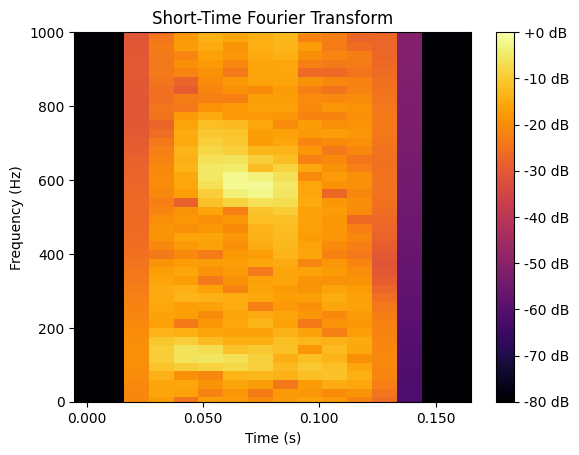 Short-Time Fourier Transform
1000
800
600
400
200
0
Frequency (Hz)
0.000
0.050
0.100
0.150
Time (s)
+0 dB
-10 dB
-20 dB
-30 dB
-40 dB
-50 dB
-60 dB
-70 dB
-80 dB